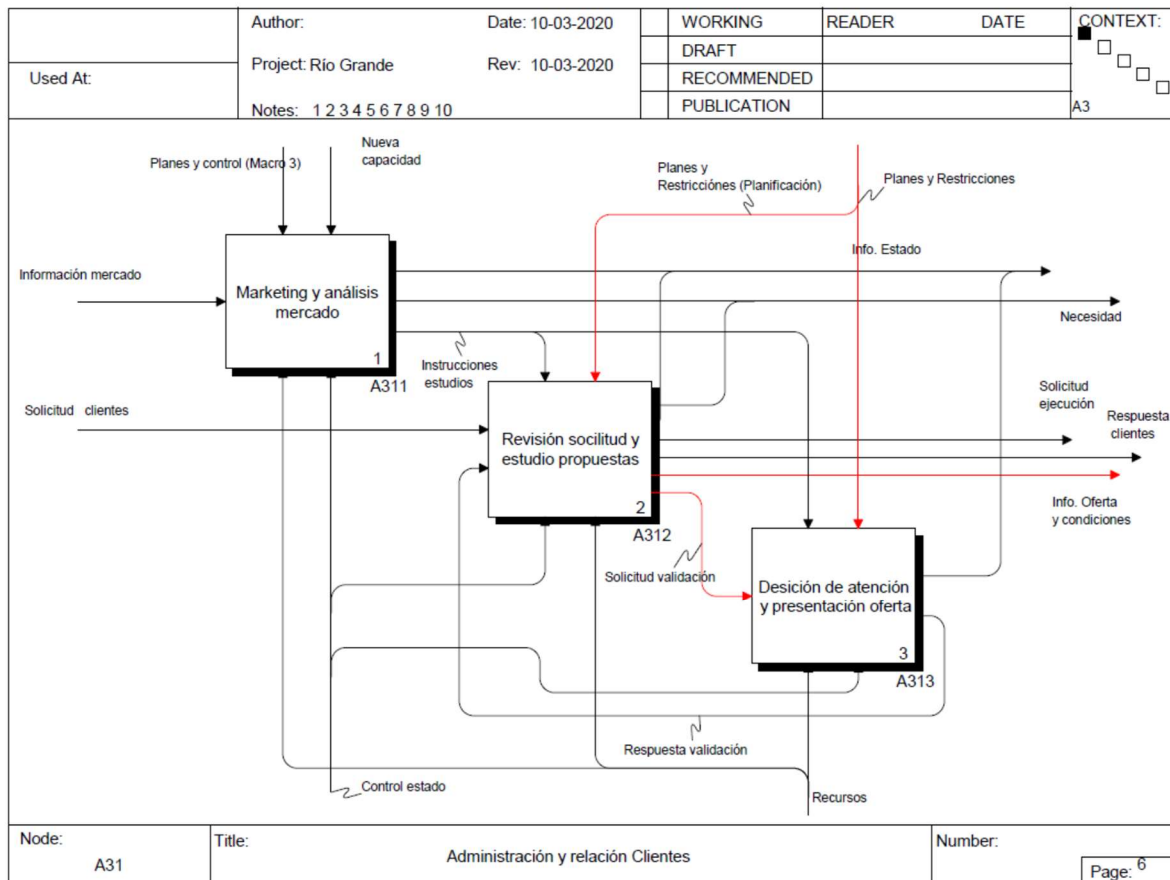 Used At:
Author:
Date: 10-03-2020
Project: Río Grande
Rev: 10-03-2020
Notes: 1 2 3 4 5 6 7 8 9 10
WORKING
DRAFT
RECOMMENDED
PUBLICATION
READER
DATE
CONTEXT:
A3
Planes y control (Macro 3)
Nueva
capacidad
Planes y
Restricciónes (Planificación)
Planes y Restricciones
Info. Estado
Información mercado
Marketing y análisis
mercado
1
A311
Necesidad
Instrucciones
estudios
Solicitud clientes
Solicitud
ejecución
Respuesta
clientes
Revisión socilitud y
estudio propuestas
2
A312
Info. Oferta
y condiciones
Solicitud validación
Desición de atención
y presentación oferta
3
A313
Respuesta validación
Control estado
Recursos
Node:
A31
Title:
Administración y relación Clientes
Number:
Page: 6